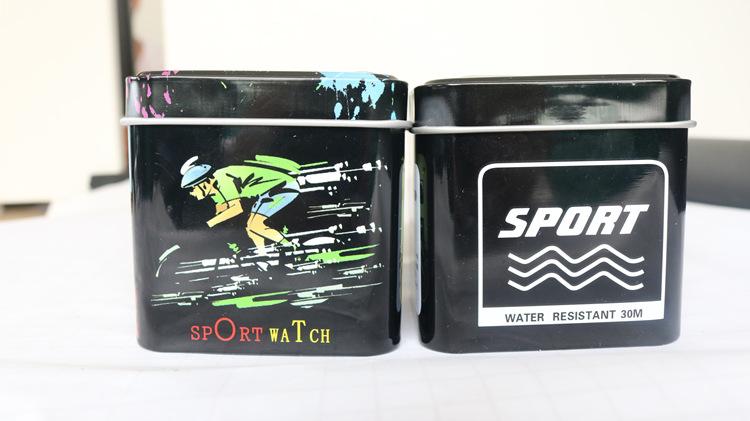 SpORT waTCH
SPORT
WATER RESISTANT 30M